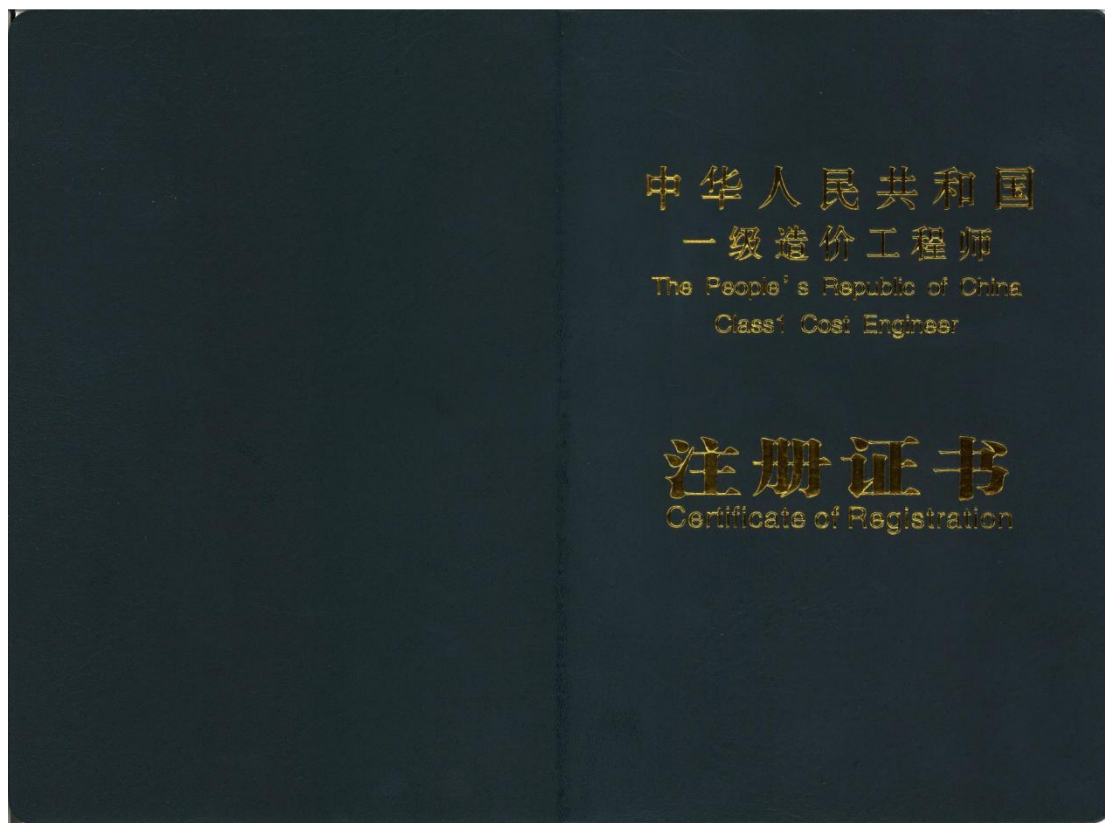 中华人民共和国
一级造价工程师
The People's Republic of China
Class1 Cost Engineer
注册证书
Certificate of Registration